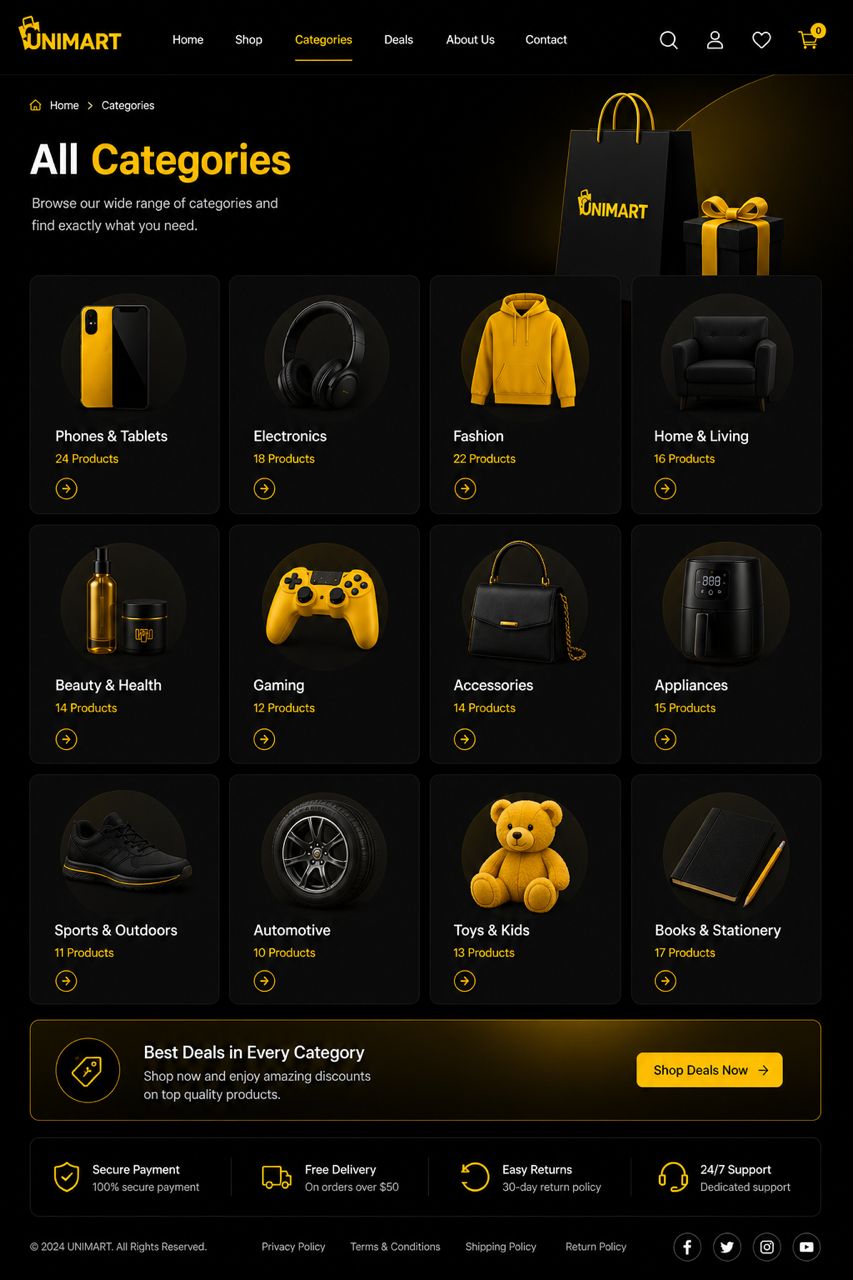 UNIMART
Home
Shop
Categories
Deals
About Us
Contact
0
Home
Categories
All Categories
Browse our wide range of categories and
find exactly what you need.
UNIMART
Phones & Tablets
24 Products
Electronics
18 Products
Fashion
22 Products
Home & Living
16 Products
888
Beauty & Health
14 Products
Gaming
12 Products
Accessories
14 Products
Appliances
15 Products
Sports & Outdoors
11 Products
Automotive
10 Products
Toys & Kids
13 Products
Books & Stationery
17 Products
Best Deals in Every Category
Shop now and enjoy amazing discounts
on top quality products.
Shop Deals Now
Secure Payment
100% secure payment
Free Delivery
On orders over $50
Easy Returns
30-day return policy
24/7 Support
Dedicated support
© 2024 UNIMART. All Rights Reserved.
Privacy Policy
Terms & Conditions
Shipping Policy
Return Policy